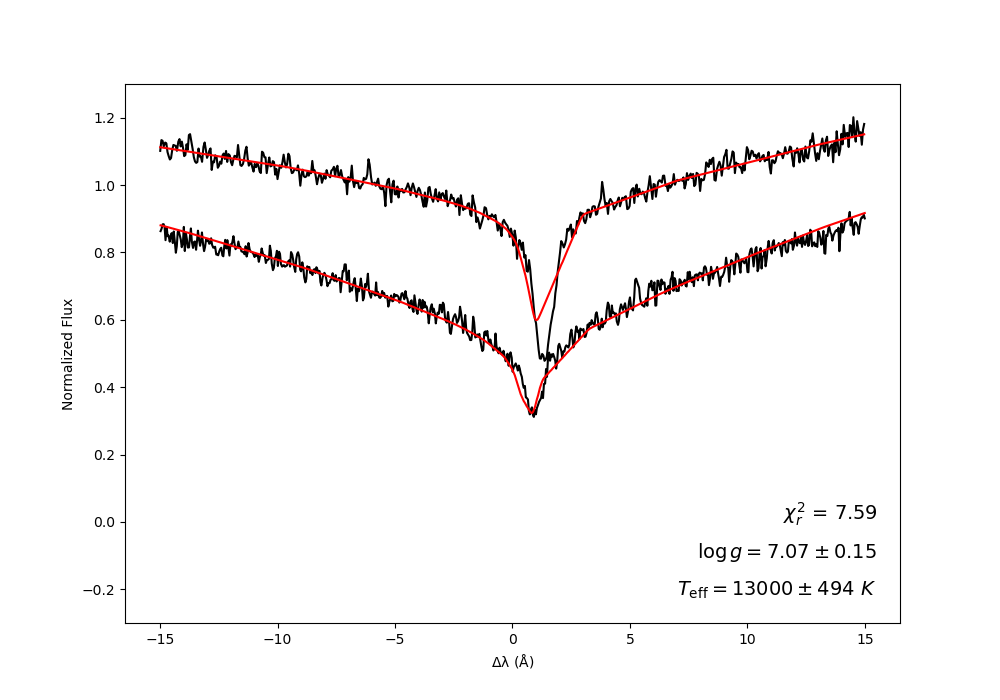 1.2
1.0
0.8
0.6
0.4
0.2
0.0
−0.2
Normalized Flux
χ²ᵣ = 7.59
log g = 7.07 ± 0.15
T_eff = 13000 ± 494 K
−15 −10 −5 0 5 10 15
Δλ (Å)